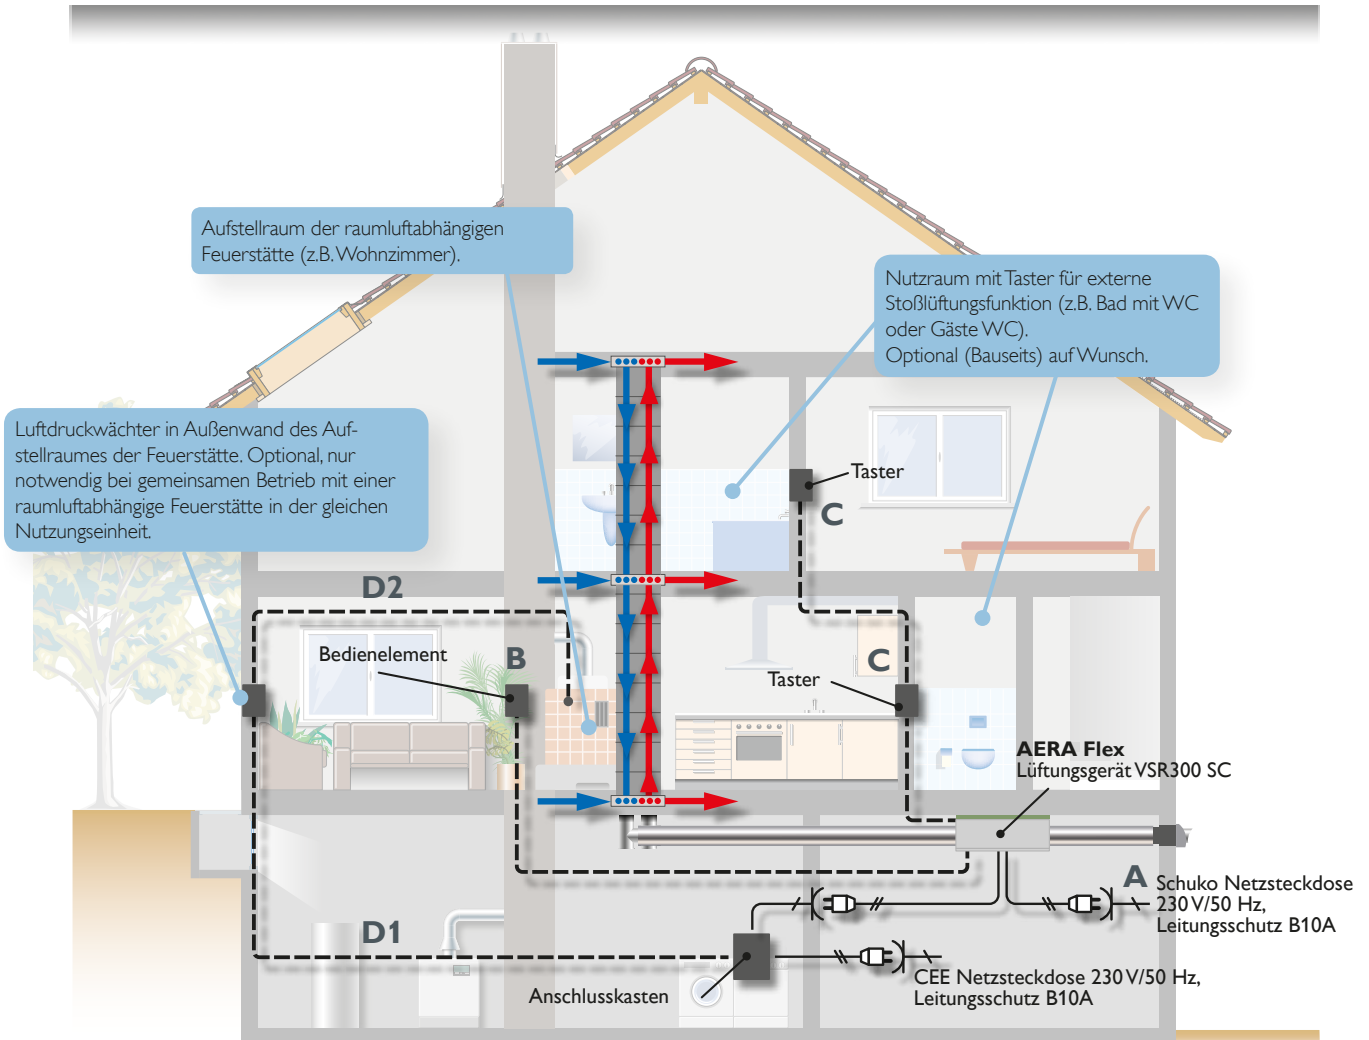 Aufstellraum der raumluftabhängigen
Feuerstätte (z.B. Wohnzimmer).
Nutzraum mit Taster für externe
Stoßlüftungsfunktion (z.B. Bad mit WC
oder Gäste WC).
Optional (Bauseits) auf Wunsch.
Luftdruckwächter in Außenwand des Auf-
stellraumes der Feuerstätte. Optional, nur
notwendig bei gemeinsamen Betrieb mit einer
raumluftabhängige Feuerstätte in der gleichen
Nutzungseinheit.
Taster
C
D2
Bedienelement
B
C
Taster
AERA Flex
Lüftungsgerät VSR300 SC
A
Schuko Netzsteckdose
230 V/50 Hz,
Leitungsschutz B10A
D1
CEE Netzsteckdose 230 V/50 Hz,
Leitungsschutz B10A
Anschlusskasten